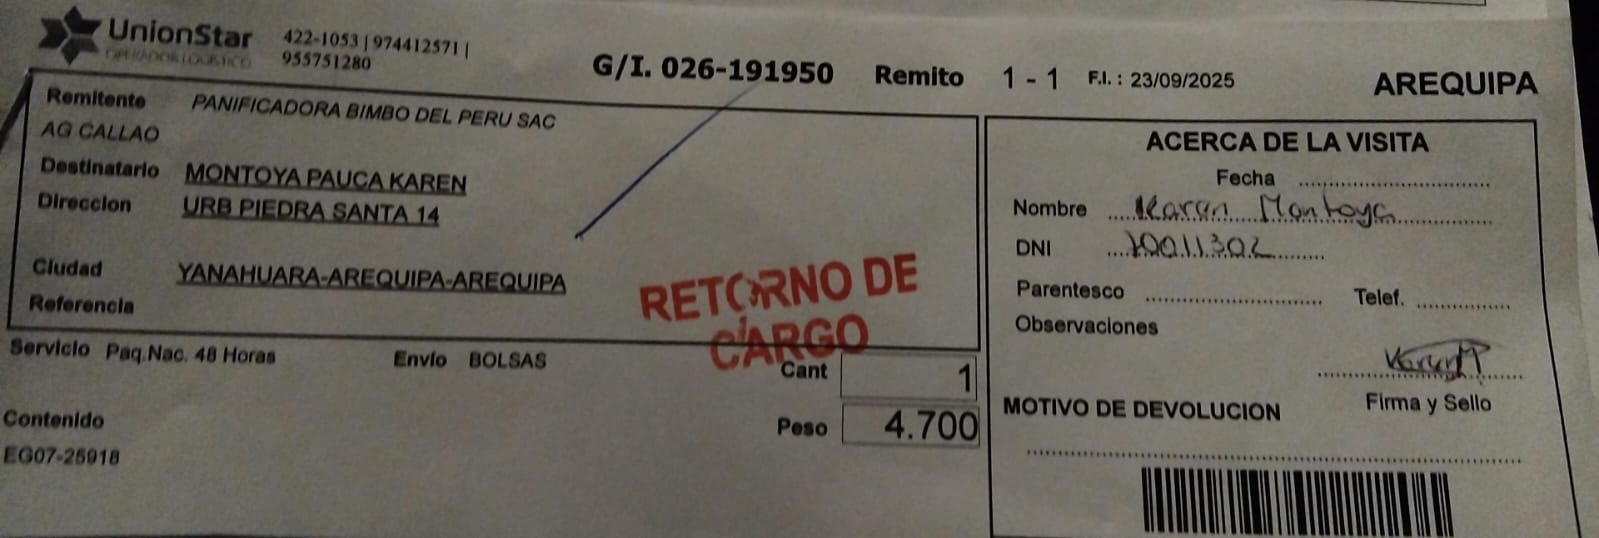 UnionStar
OPERADOR LOGISTICO
422-1053 | 974412571 |
955751280
G/I. 026-191950 Remito 1 - 1 F.I. : 23/09/2025 AREQUIPA
Remitente PANIFICADORA BIMBO DEL PERU SAC
AG CALLAO
Destinatario MONTOYA PAUCA KAREN
Direccion URB PIEDRA SANTA 14
Ciudad YANAHUARA-AREQUIPA-AREQUIPA
Referencia
RETORNO DE
CARGO
Servicio Paq.Nac. 48 Horas Envio BOLSAS
Cant 1
Peso 4.700
Contenido
EG07-25918
ACERCA DE LA VISITA
Fecha
Nombre Karen Montoya
DNI 70011302
Parentesco Telef.
Observaciones
Firma y Sello
MOTIVO DE DEVOLUCION